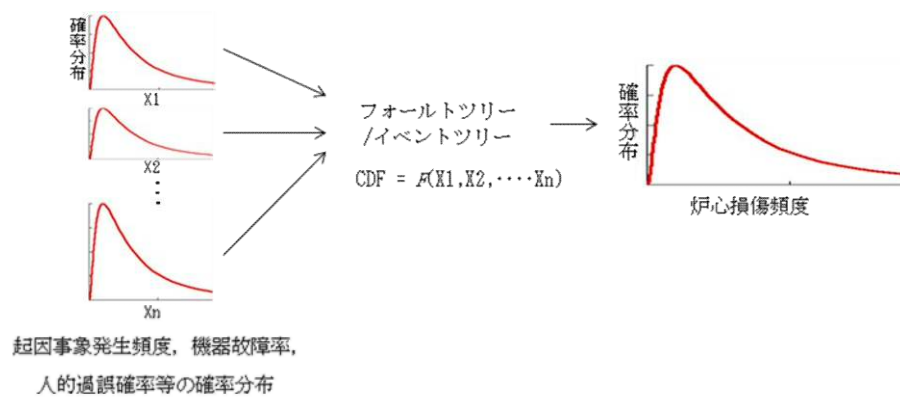 確率分布
X1
X2
Xn
起因事象発生頻度, 機器故障率,
人的過誤確率等の確率分布
フォールトツリー
/イベントツリー
CDF = F(X1,X2,････Xn)
確率分布
炉心損傷頻度